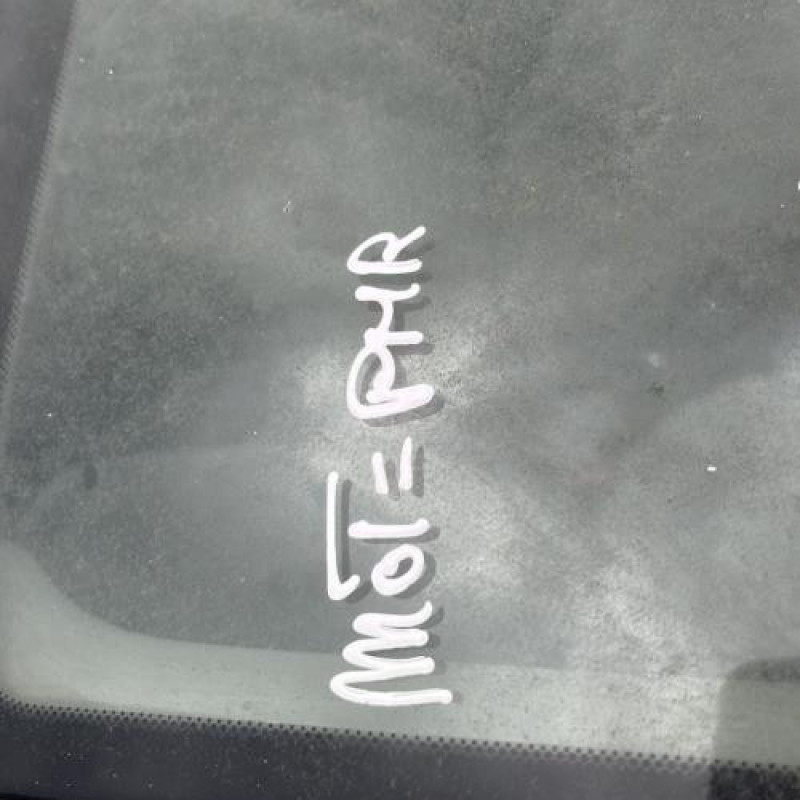 MOT = PHR